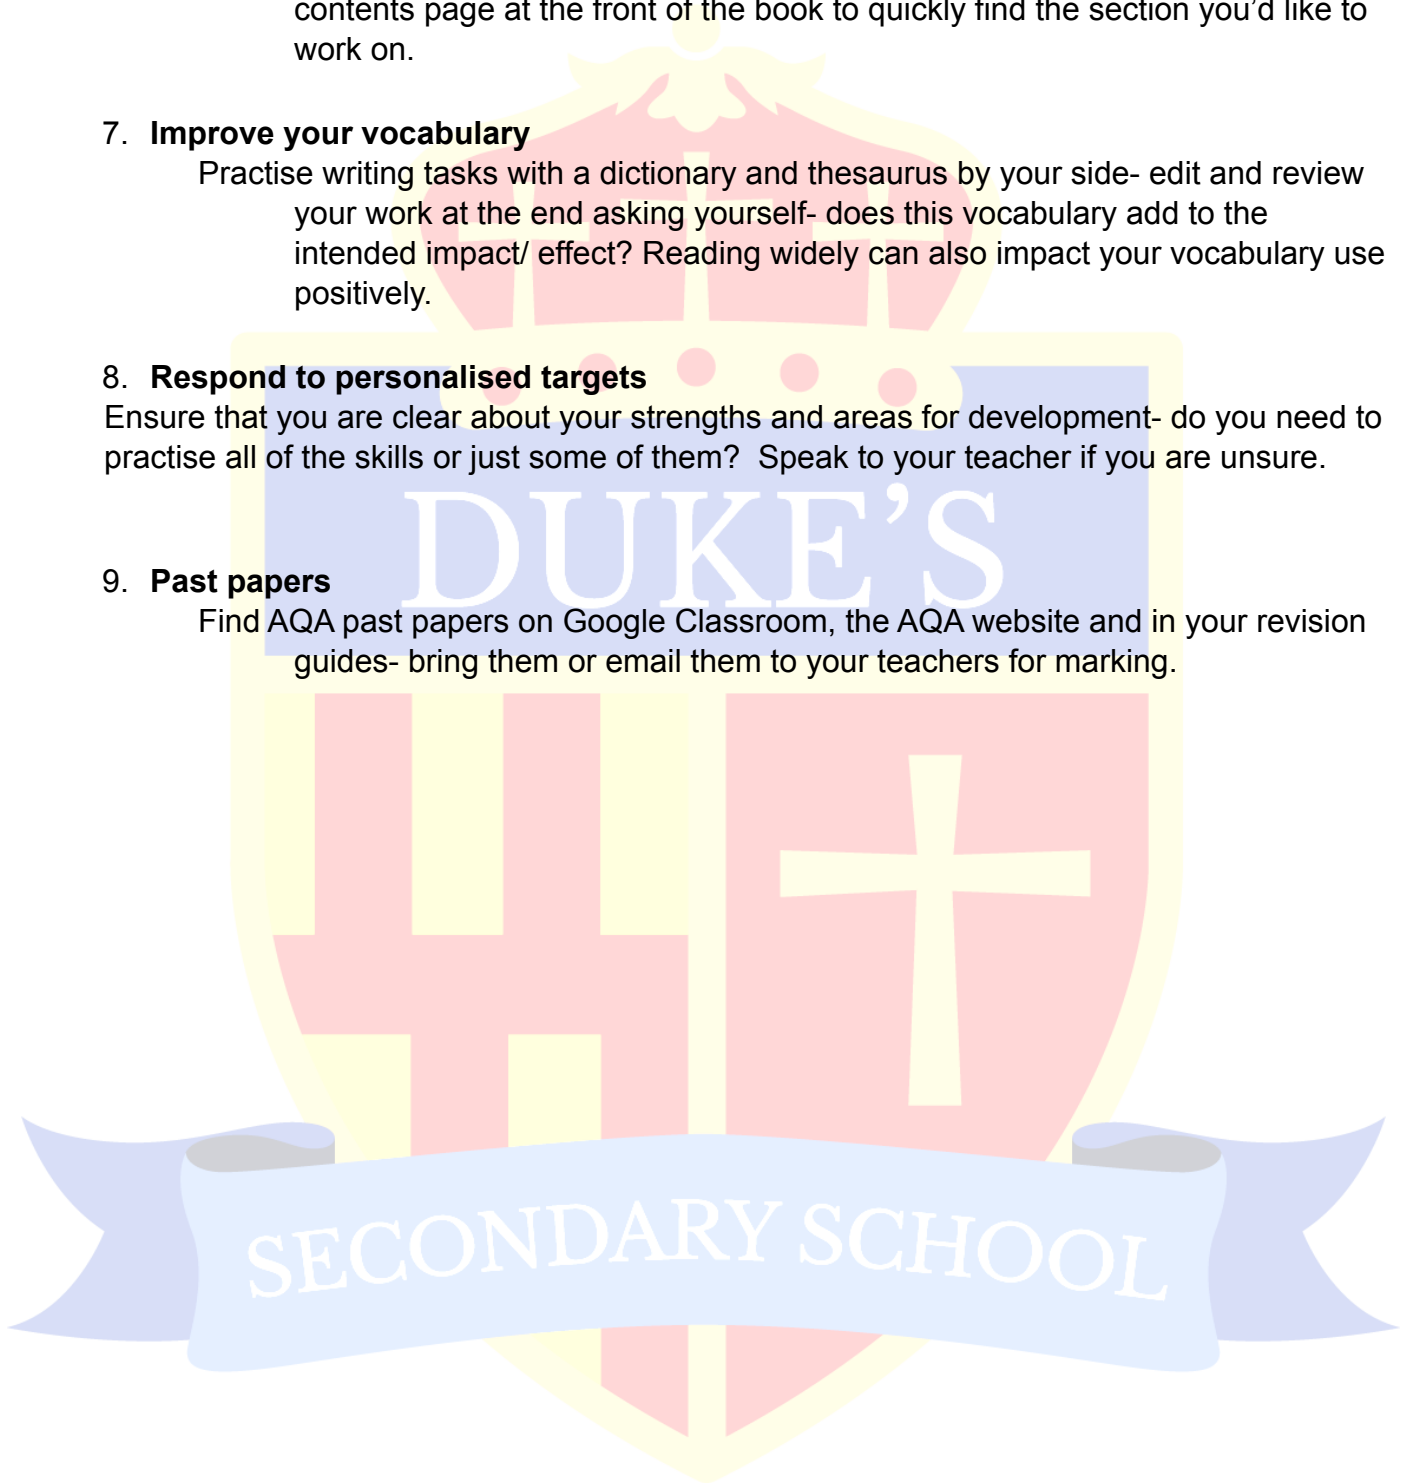 contents page at the front of the book to quickly find the section you’d like to
work on.
7. Improve your vocabulary
Practise writing tasks with a dictionary and thesaurus by your side- edit and review
your work at the end asking yourself- does this vocabulary add to the
intended impact/ effect? Reading widely can also impact your vocabulary use
positively.
8. Respond to personalised targets
Ensure that you are clear about your strengths and areas for development- do you need to
practise all of the skills or just some of them?  Speak to your teacher if you are unsure.
DUKE’S
9. Past papers
Find AQA past papers on Google Classroom, the AQA website and in your revision
guides- bring them or email them to your teachers for marking.
SECONDARY SCHOOL